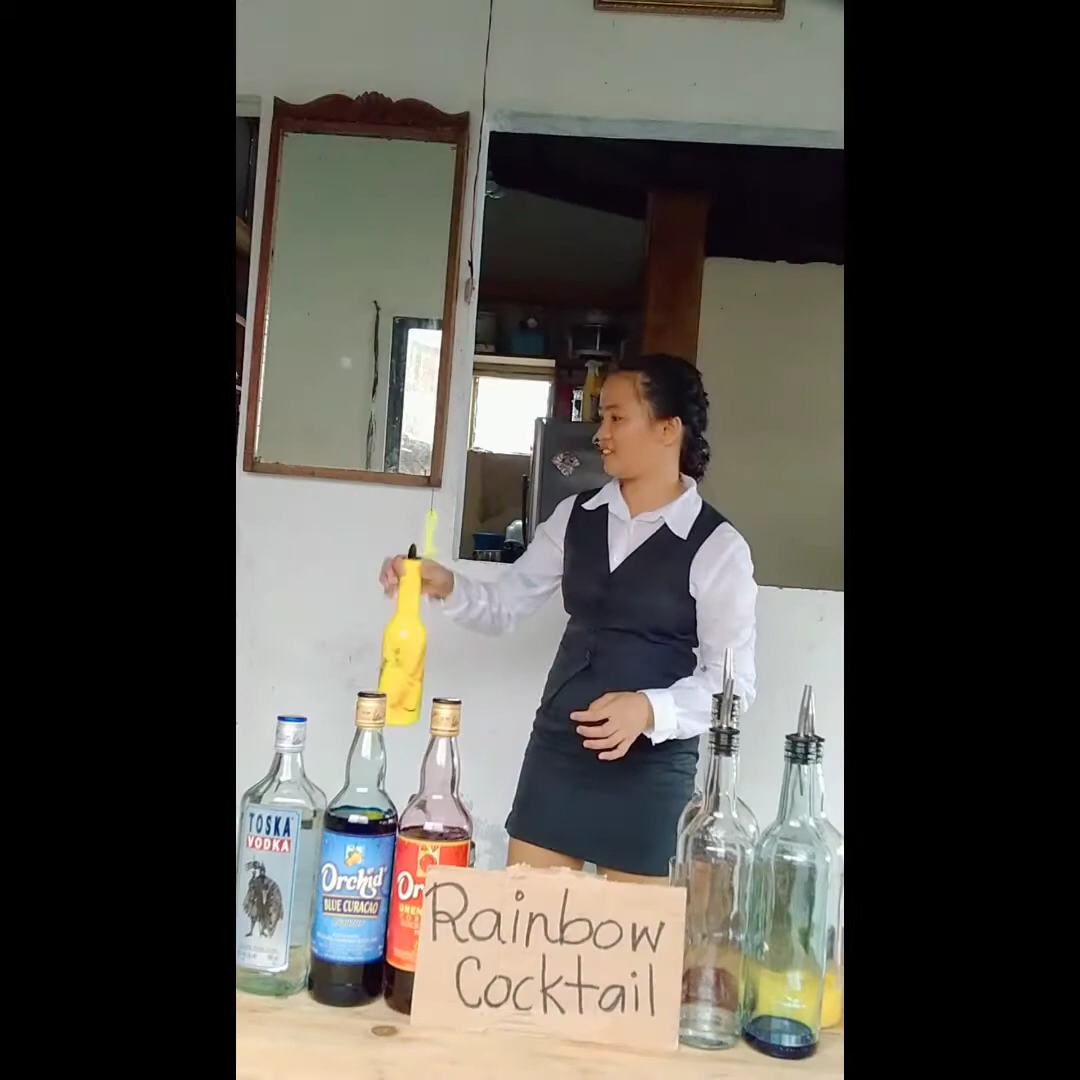 TOSKA
VODKA
Orchid
BLUE CURACAO
Or
Rainbow
Cocktail